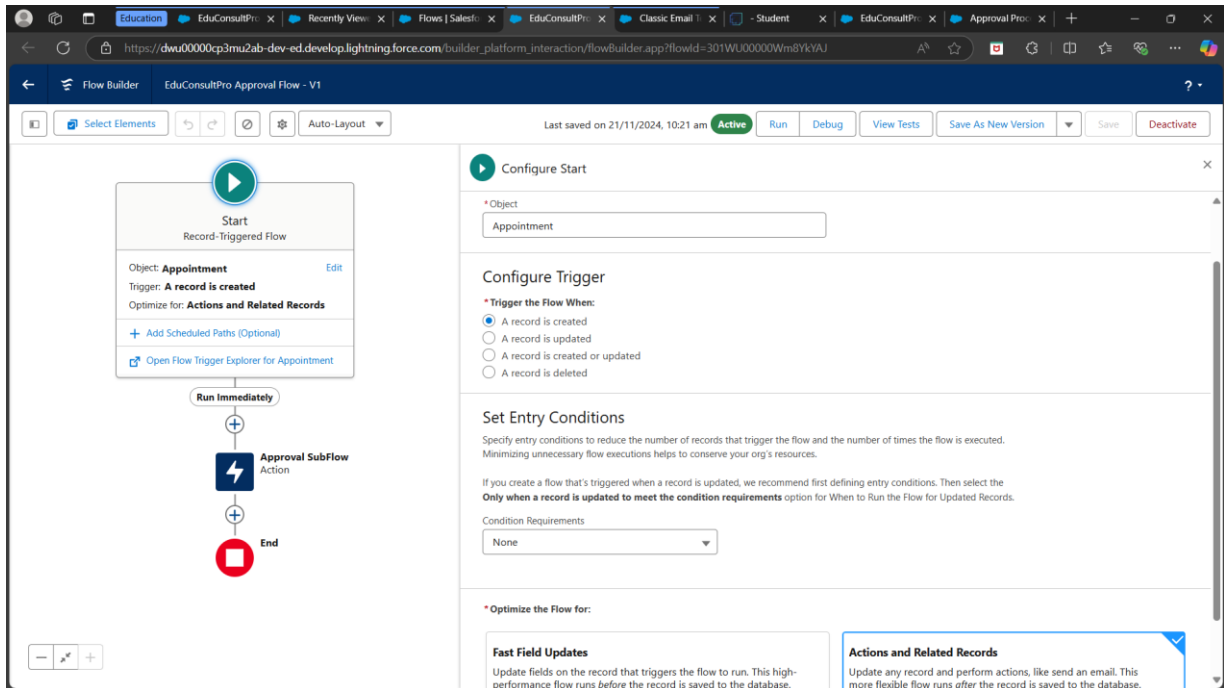 Education
EduConsultPro
Recently View
Flows | Salesfo
EduConsultPr
Classic Email T
- Student
EduConsultPr
Approval Proc
https://dwu00000cp3mu2ab-dev-ed.develop.lightning.force.com/builder_platform_interaction/flowBuilder.app?flowId=301WU00000Wm8YkYAJ
Flow Builder
EduConsultPro Approval Flow - V1
?
Select Elements
Auto-Layout
Last saved on 21/11/2024, 10:21 am
Active
Run
Debug
View Tests
Save As New Version
Save
Deactivate
Start
Record-Triggered Flow
Object: Appointment
Edit
Trigger: A record is created
Optimize for: Actions and Related Records
+ Add Scheduled Paths (Optional)
Open Flow Trigger Explorer for Appointment
Run Immediately
Approval SubFlow
Action
End
Configure Start
* Object
Appointment
Configure Trigger
* Trigger the Flow When:
A record is created
A record is updated
A record is created or updated
A record is deleted
Set Entry Conditions
Specify entry conditions to reduce the number of records that trigger the flow and the number of times the flow is executed.
Minimizing unnecessary flow executions helps to conserve your org's resources.
If you create a flow that's triggered when a record is updated, we recommend first defining entry conditions. Then select the
Only when a record is updated to meet the condition requirements option for When to Run the Flow for Updated Records.
Condition Requirements
None
* Optimize the Flow for:
Fast Field Updates
Update fields on the record that triggers the flow to run. This high-
performance flow runs before the record is saved to the database.
Actions and Related Records
Update any record and perform actions, like send an email. This
more flexible flow runs after the record is saved to the database.